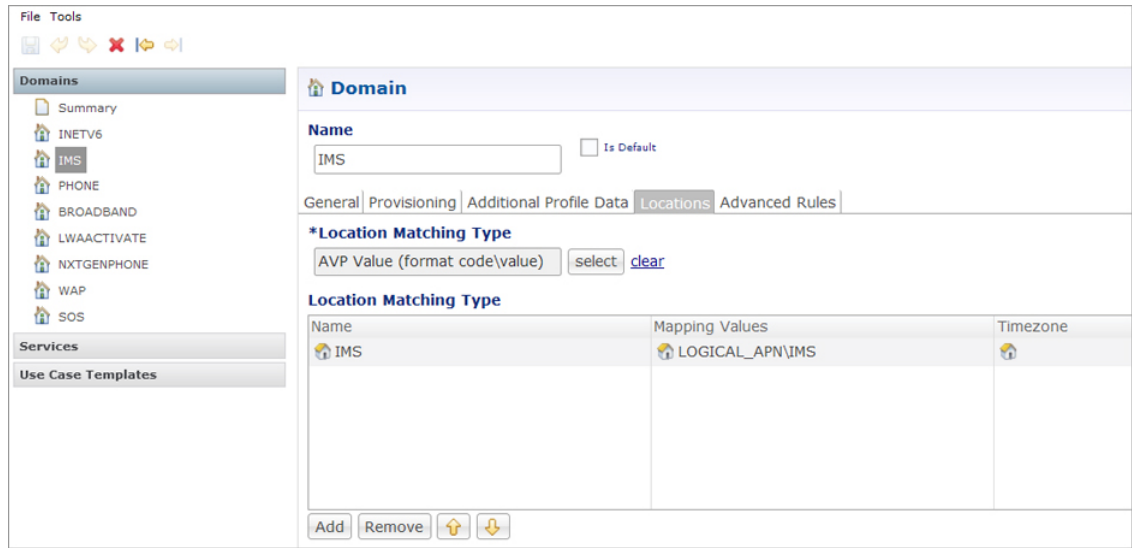 File Tools
Domains
Summary
INETV6
IMS
PHONE
BROADBAND
LWAACTIVATE
NXTGENPHONE
WAP
SOS
Services
Use Case Templates
Domain
Name
IMS
Is Default
General Provisioning Additional Profile Data Locations Advanced Rules
*Location Matching Type
AVP Value (format code\value) select clear
Location Matching Type
Name Mapping Values Timezone
IMS LOGICAL_APN\IMS
Add Remove